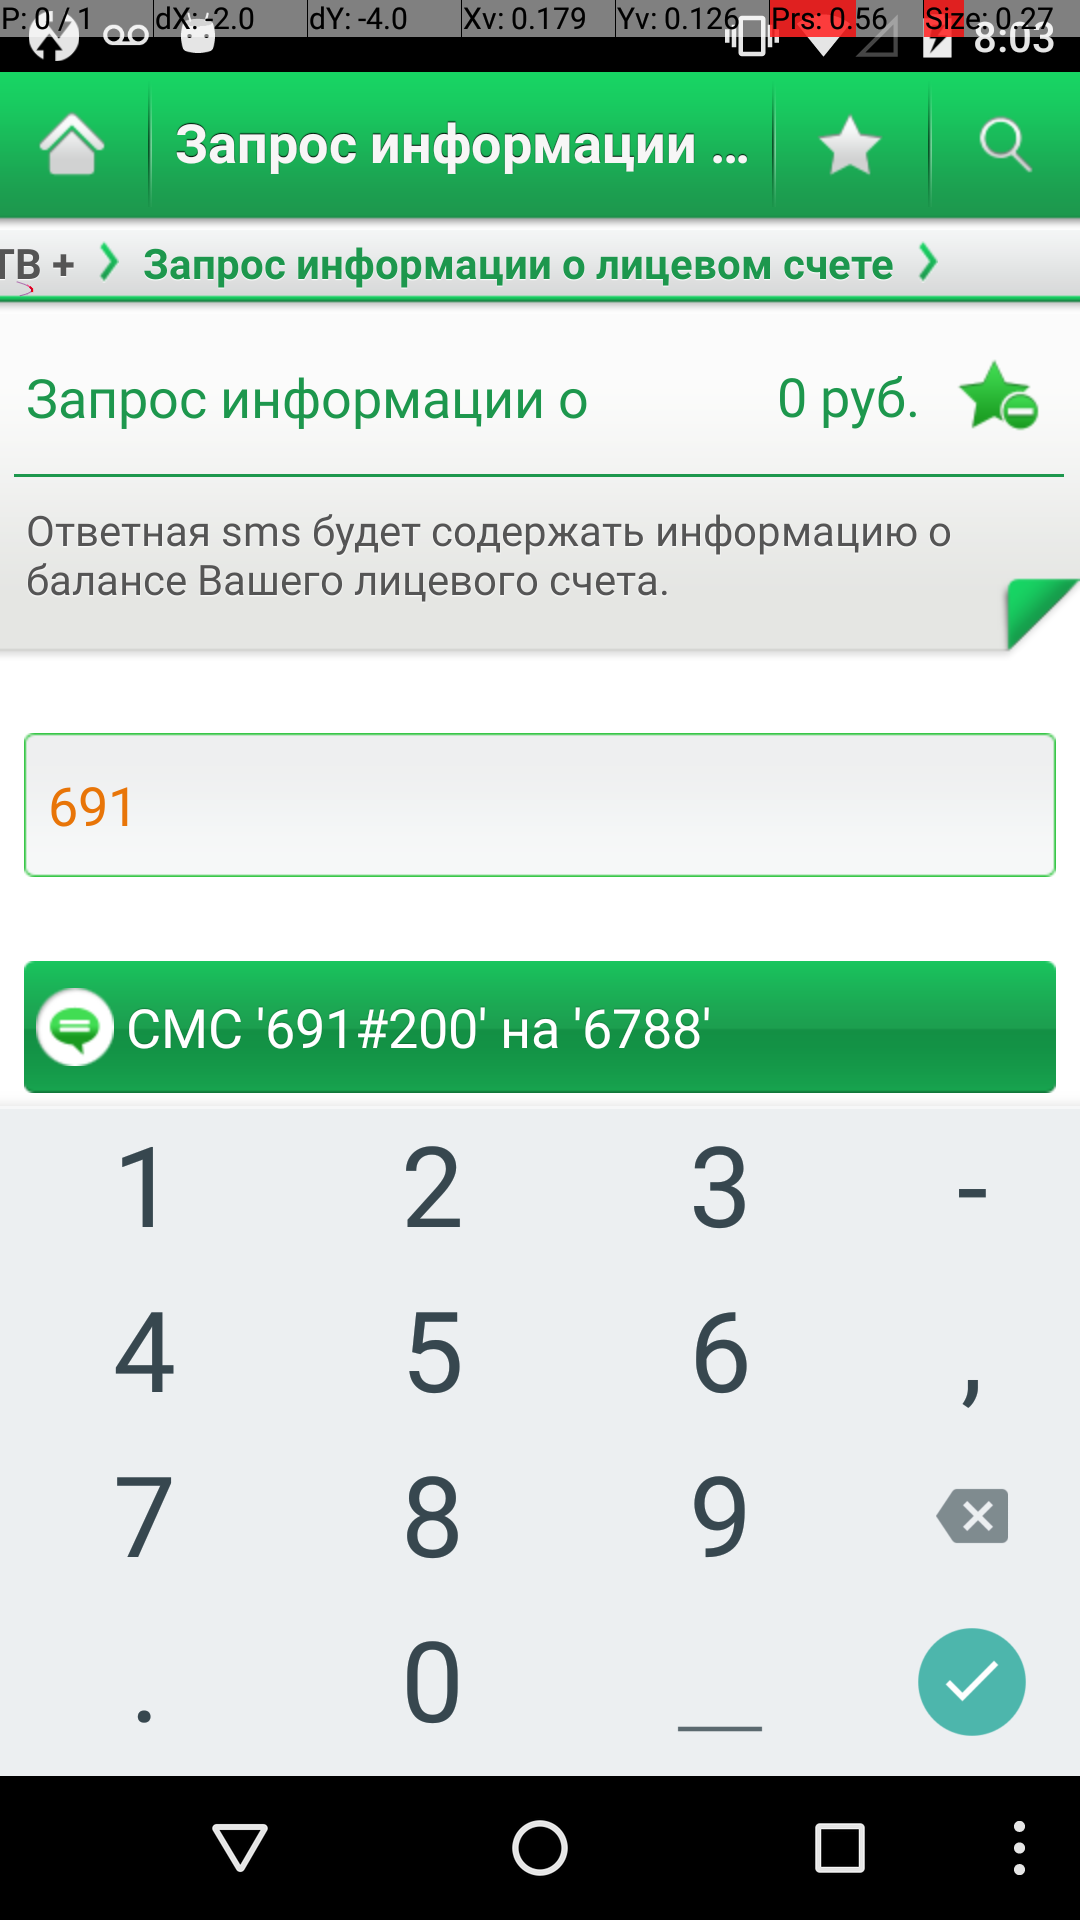 P: 0 / 1 dX: -2.0 dY: -4.0 Xv: 0.179 Yv: 0.126 Prs: 0.56 Size: 0.27
8:03
Запрос информации ...
ТВ + Запрос информации о лицевом счете
Запрос информации о 0 руб.
Ответная sms будет содержать информацию о
балансе Вашего лицевого счета.
691
СМС '691#200' на '6788'
1 2 3 -
4 5 6 ,
7 8 9
. 0 _